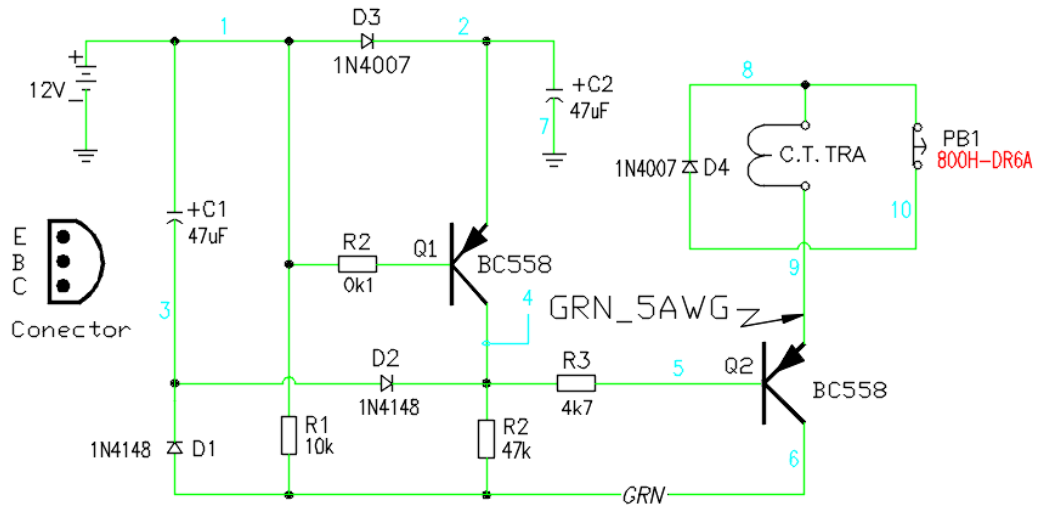 D3
1
2
8
1N4007
+
12V
_
+C2
47uF
7
C.T. TRA
PB1
800H-DR6A
1N4007
D4
10
+C1
47uF
E
B
C
Conector
R2
0k1
Q1
BC558
9
3
4
GRN_5AWG
D2
1N4148
R3
4k7
5
Q2
BC558
1N4148
D1
R1
10k
R2
47k
6
GRN